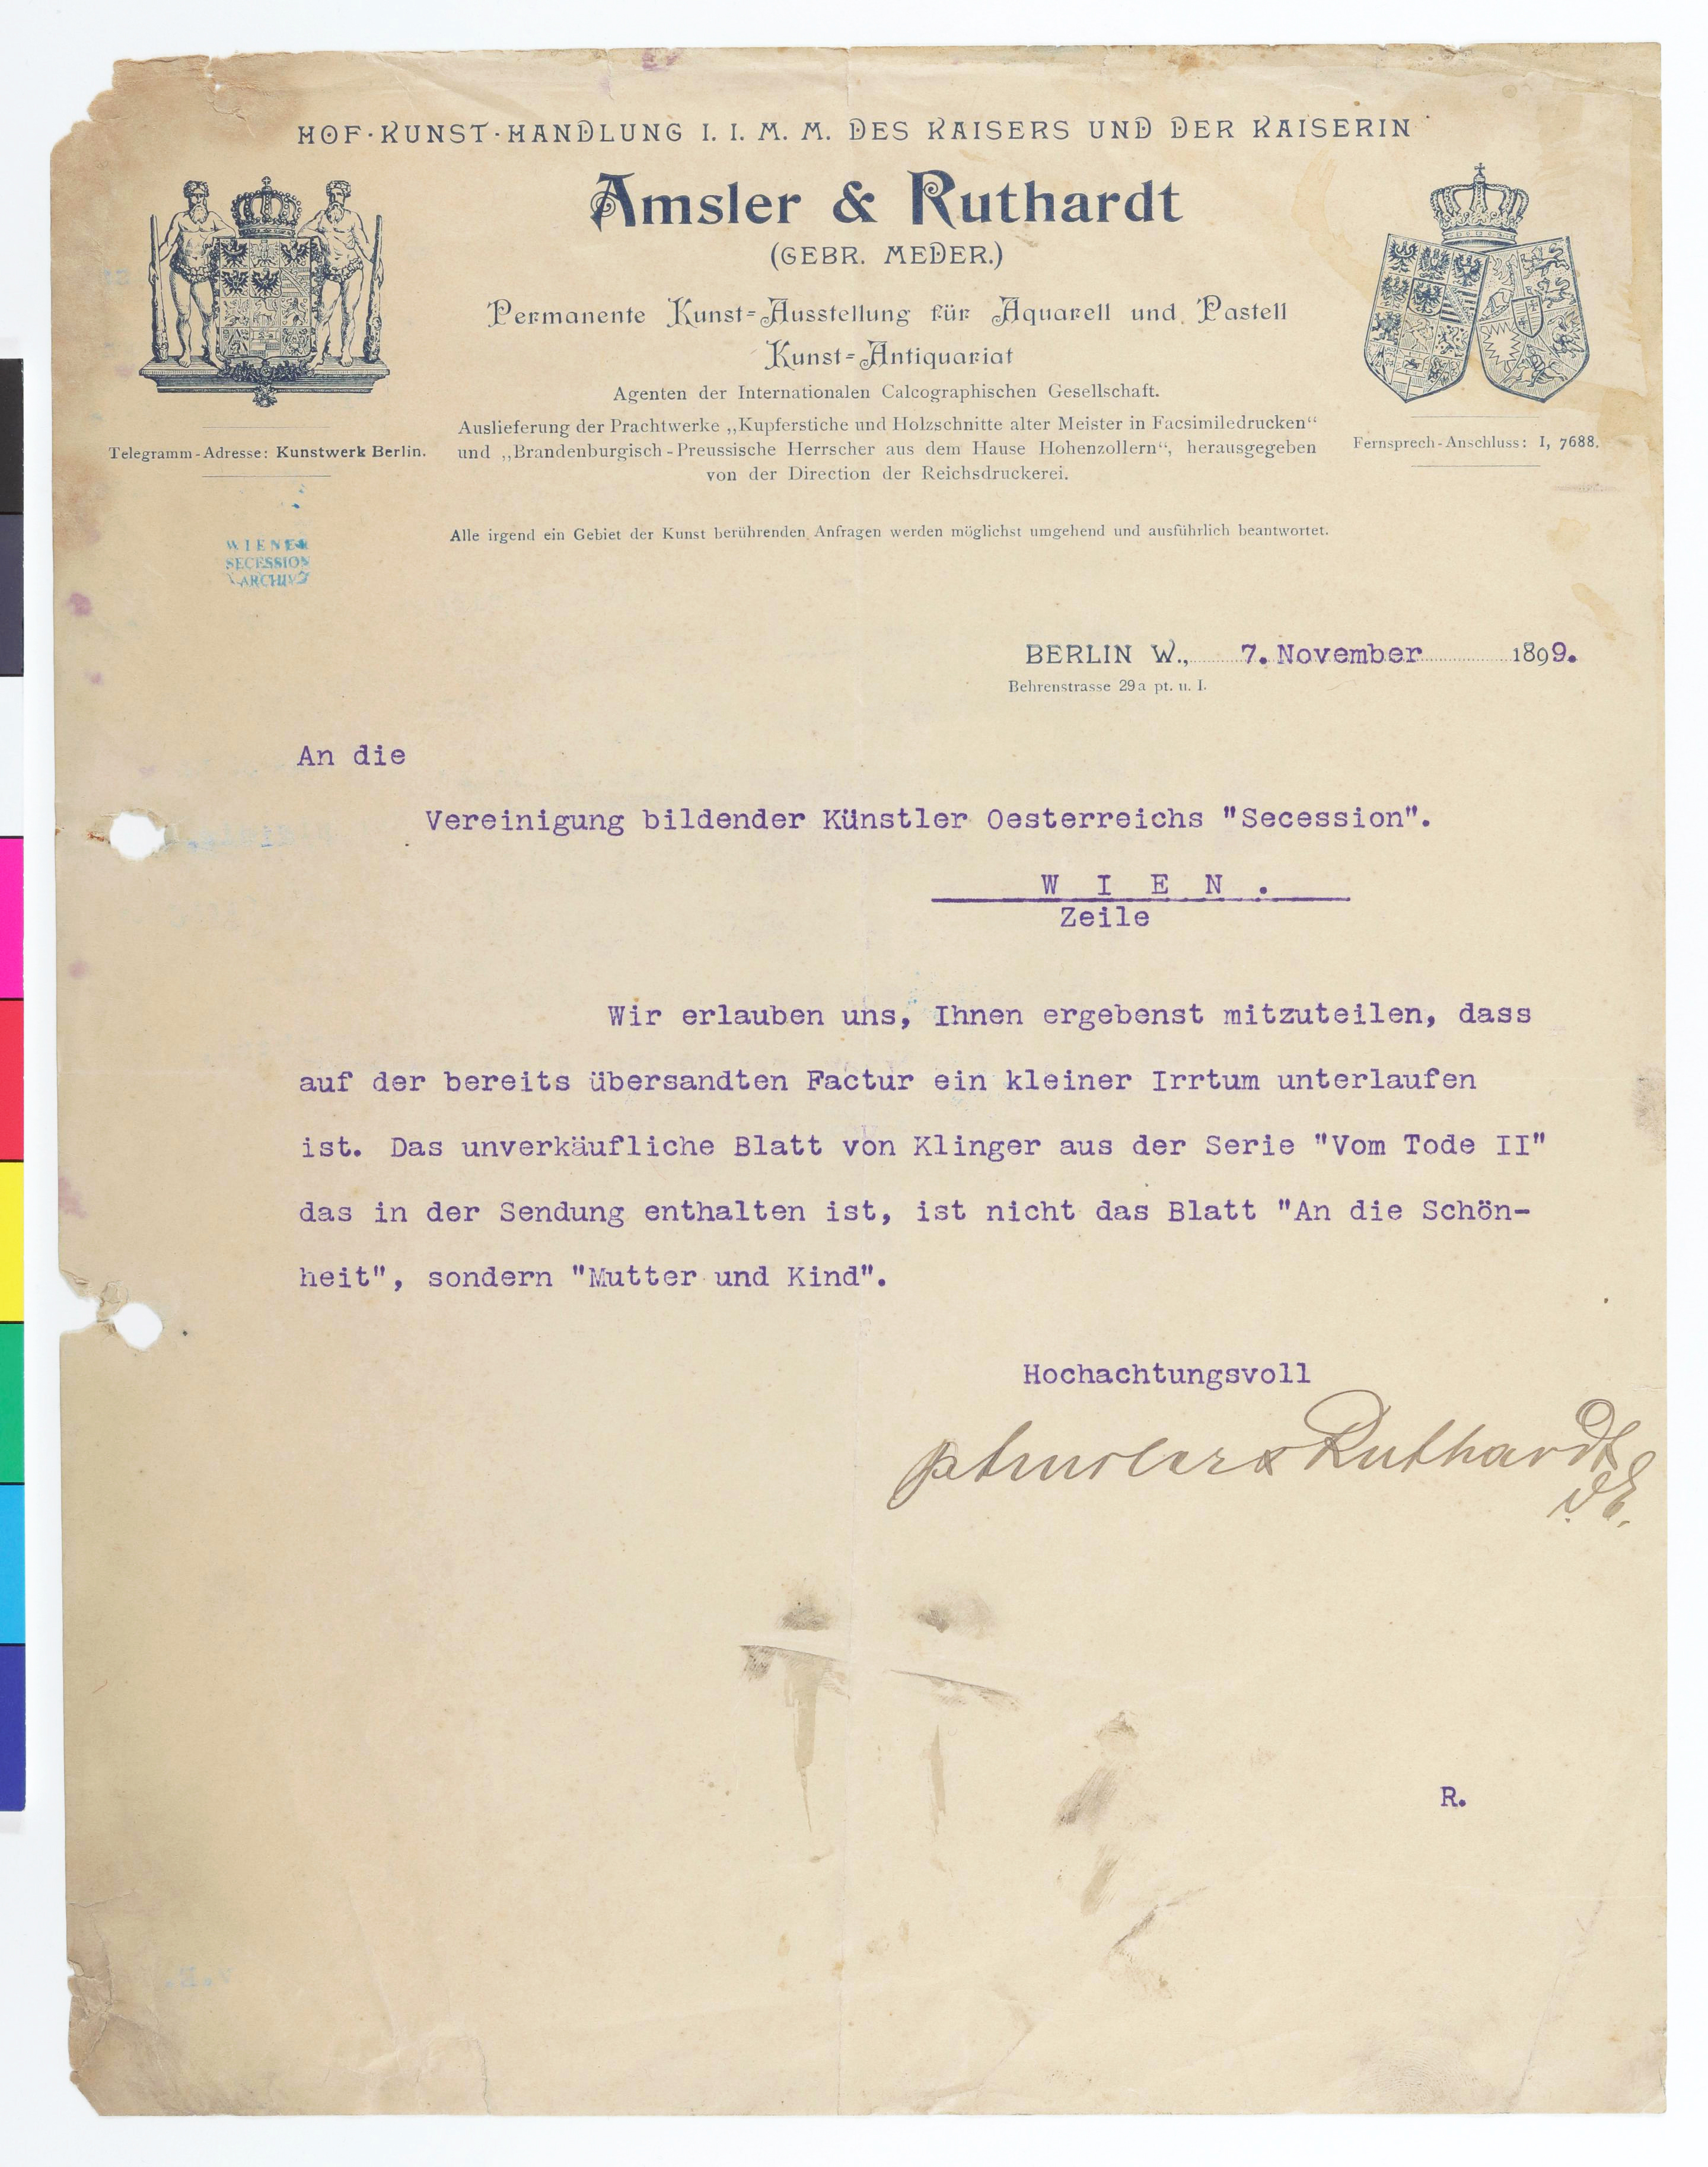 HOF-KUNST-HANDLUNG I. I. M. M. DES KAISERS UND DER KAISERIN
Amsler & Ruthardt
(GEBR. MEDER.)
Permanente Kunst-Ausstellung für Aquarell und Pastell
Kunst-Antiquariat
Agenten der Internationalen Calcographischen Gesellschaft.
Auslieferung der Prachtwerke „Kupferstiche und Holzschnitte alter Meister in Facsimiledrucken“
und „Brandenburgisch-Preussische Herrscher aus dem Hause Hohenzollern“, herausgegeben
von der Direction der Reichsdruckerei.
Telegramm-Adresse: Kunstwerk Berlin.
Fernsprech-Anschluss: I, 7688.
Alle irgend ein Gebiet der Kunst berührenden Anfragen werden möglichst umgehend und ausführlich beantwortet.
WIENER
SECESSION
ARCHIV
BERLIN W., 7. November 1899.
Behrenstrasse 29a pt. u. I.
An die
Vereinigung bildender Künstler Oesterreichs "Secession".
W I E N .
Zeile
Wir erlauben uns, Ihnen ergebenst mitzuteilen, dass
auf der bereits übersandten Factur ein kleiner Irrtum unterlaufen
ist. Das unverkäufliche Blatt von Klinger aus der Serie "Vom Tode II"
das in der Sendung enthalten ist, ist nicht das Blatt "An die Schön-
heit", sondern "Mutter und Kind".
Hochachtungsvoll
Amsler & Ruthardt
R.